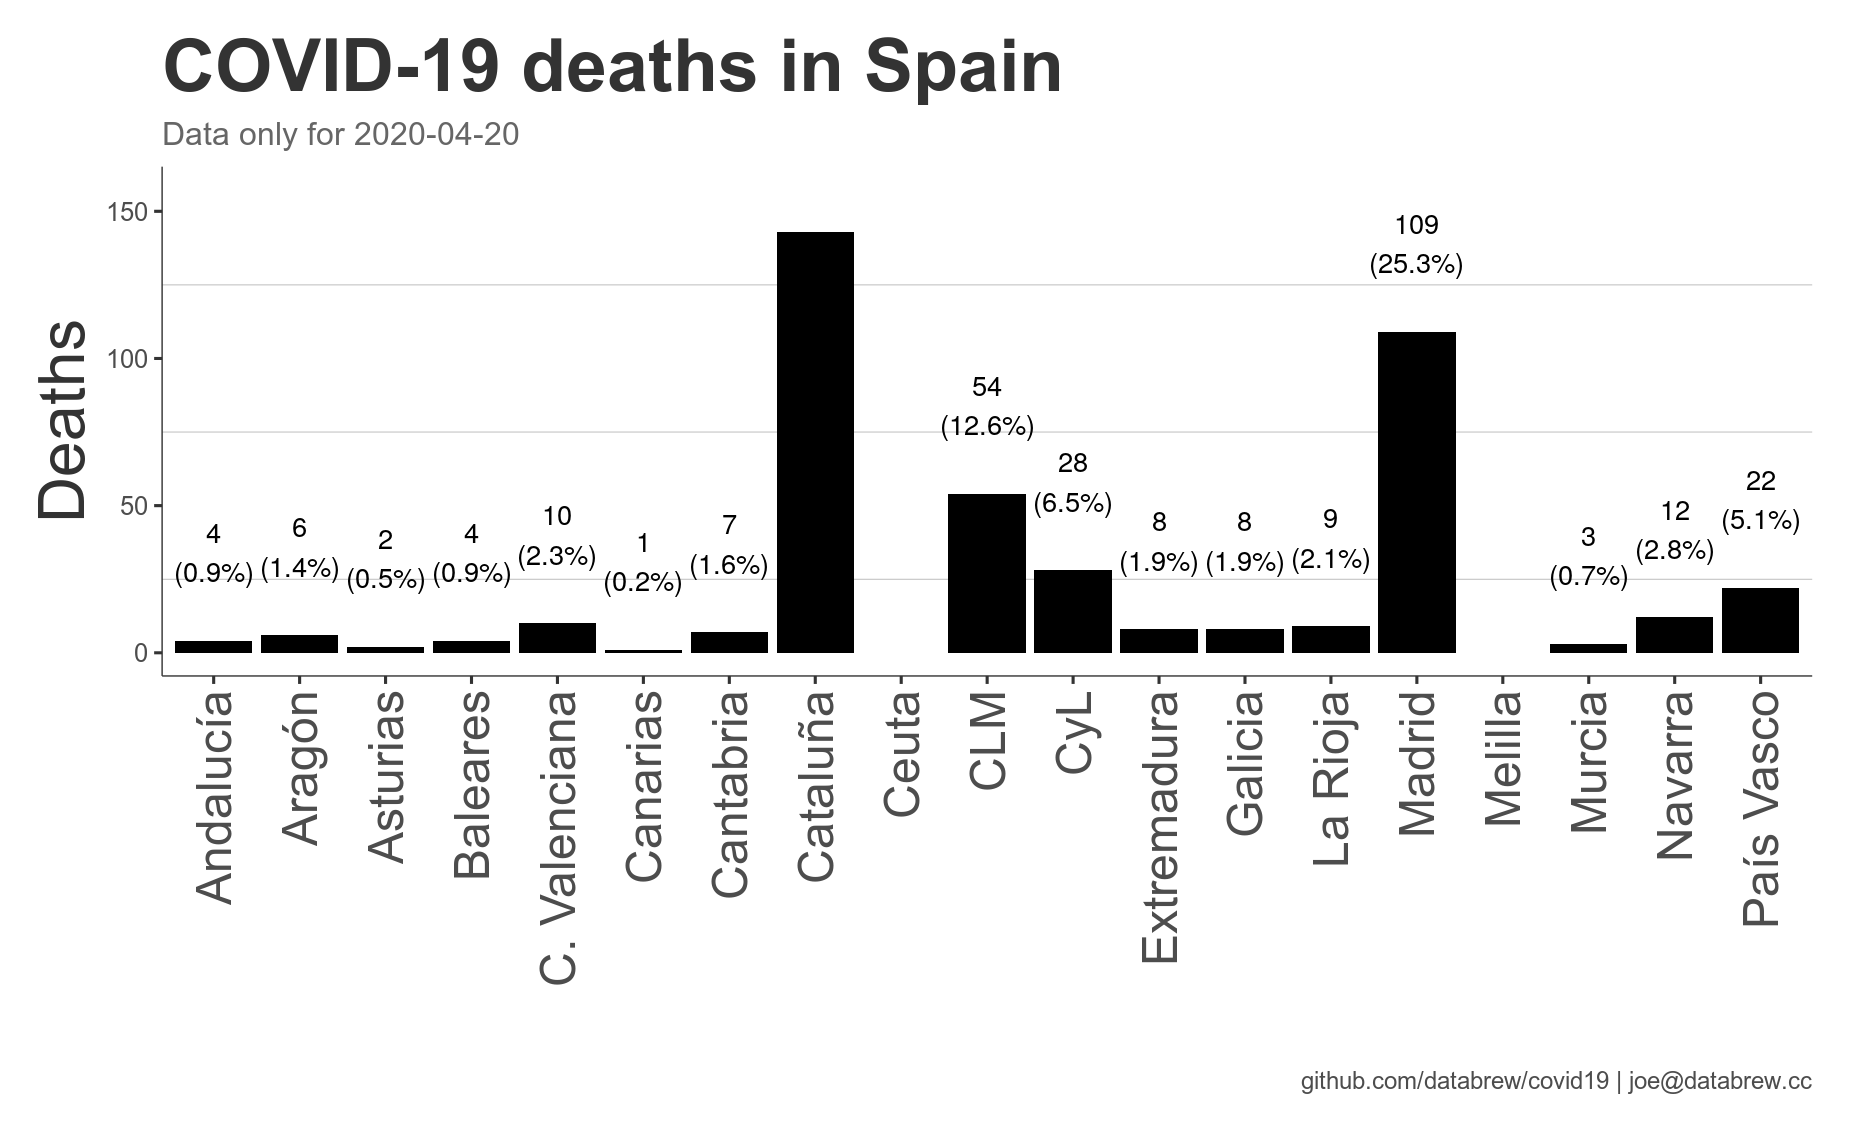 COVID-19 deaths in Spain
Data only for 2020-04-20
Deaths
150
100
50
0
4
(0.9%)
6
(1.4%)
2
(0.5%)
4
(0.9%)
10
(2.3%)
1
(0.2%)
7
(1.6%)
54
(12.6%)
28
(6.5%)
8
(1.9%)
8
(1.9%)
9
(2.1%)
109
(25.3%)
3
(0.7%)
12
(2.8%)
22
(5.1%)
Andalucía
Aragón
Asturias
Baleares
C. Valenciana
Canarias
Cantabria
Cataluña
Ceuta
CLM
CyL
Extremadura
Galicia
La Rioja
Madrid
Melilla
Murcia
Navarra
País Vasco
github.com/databrew/covid19 | joe@databrew.cc